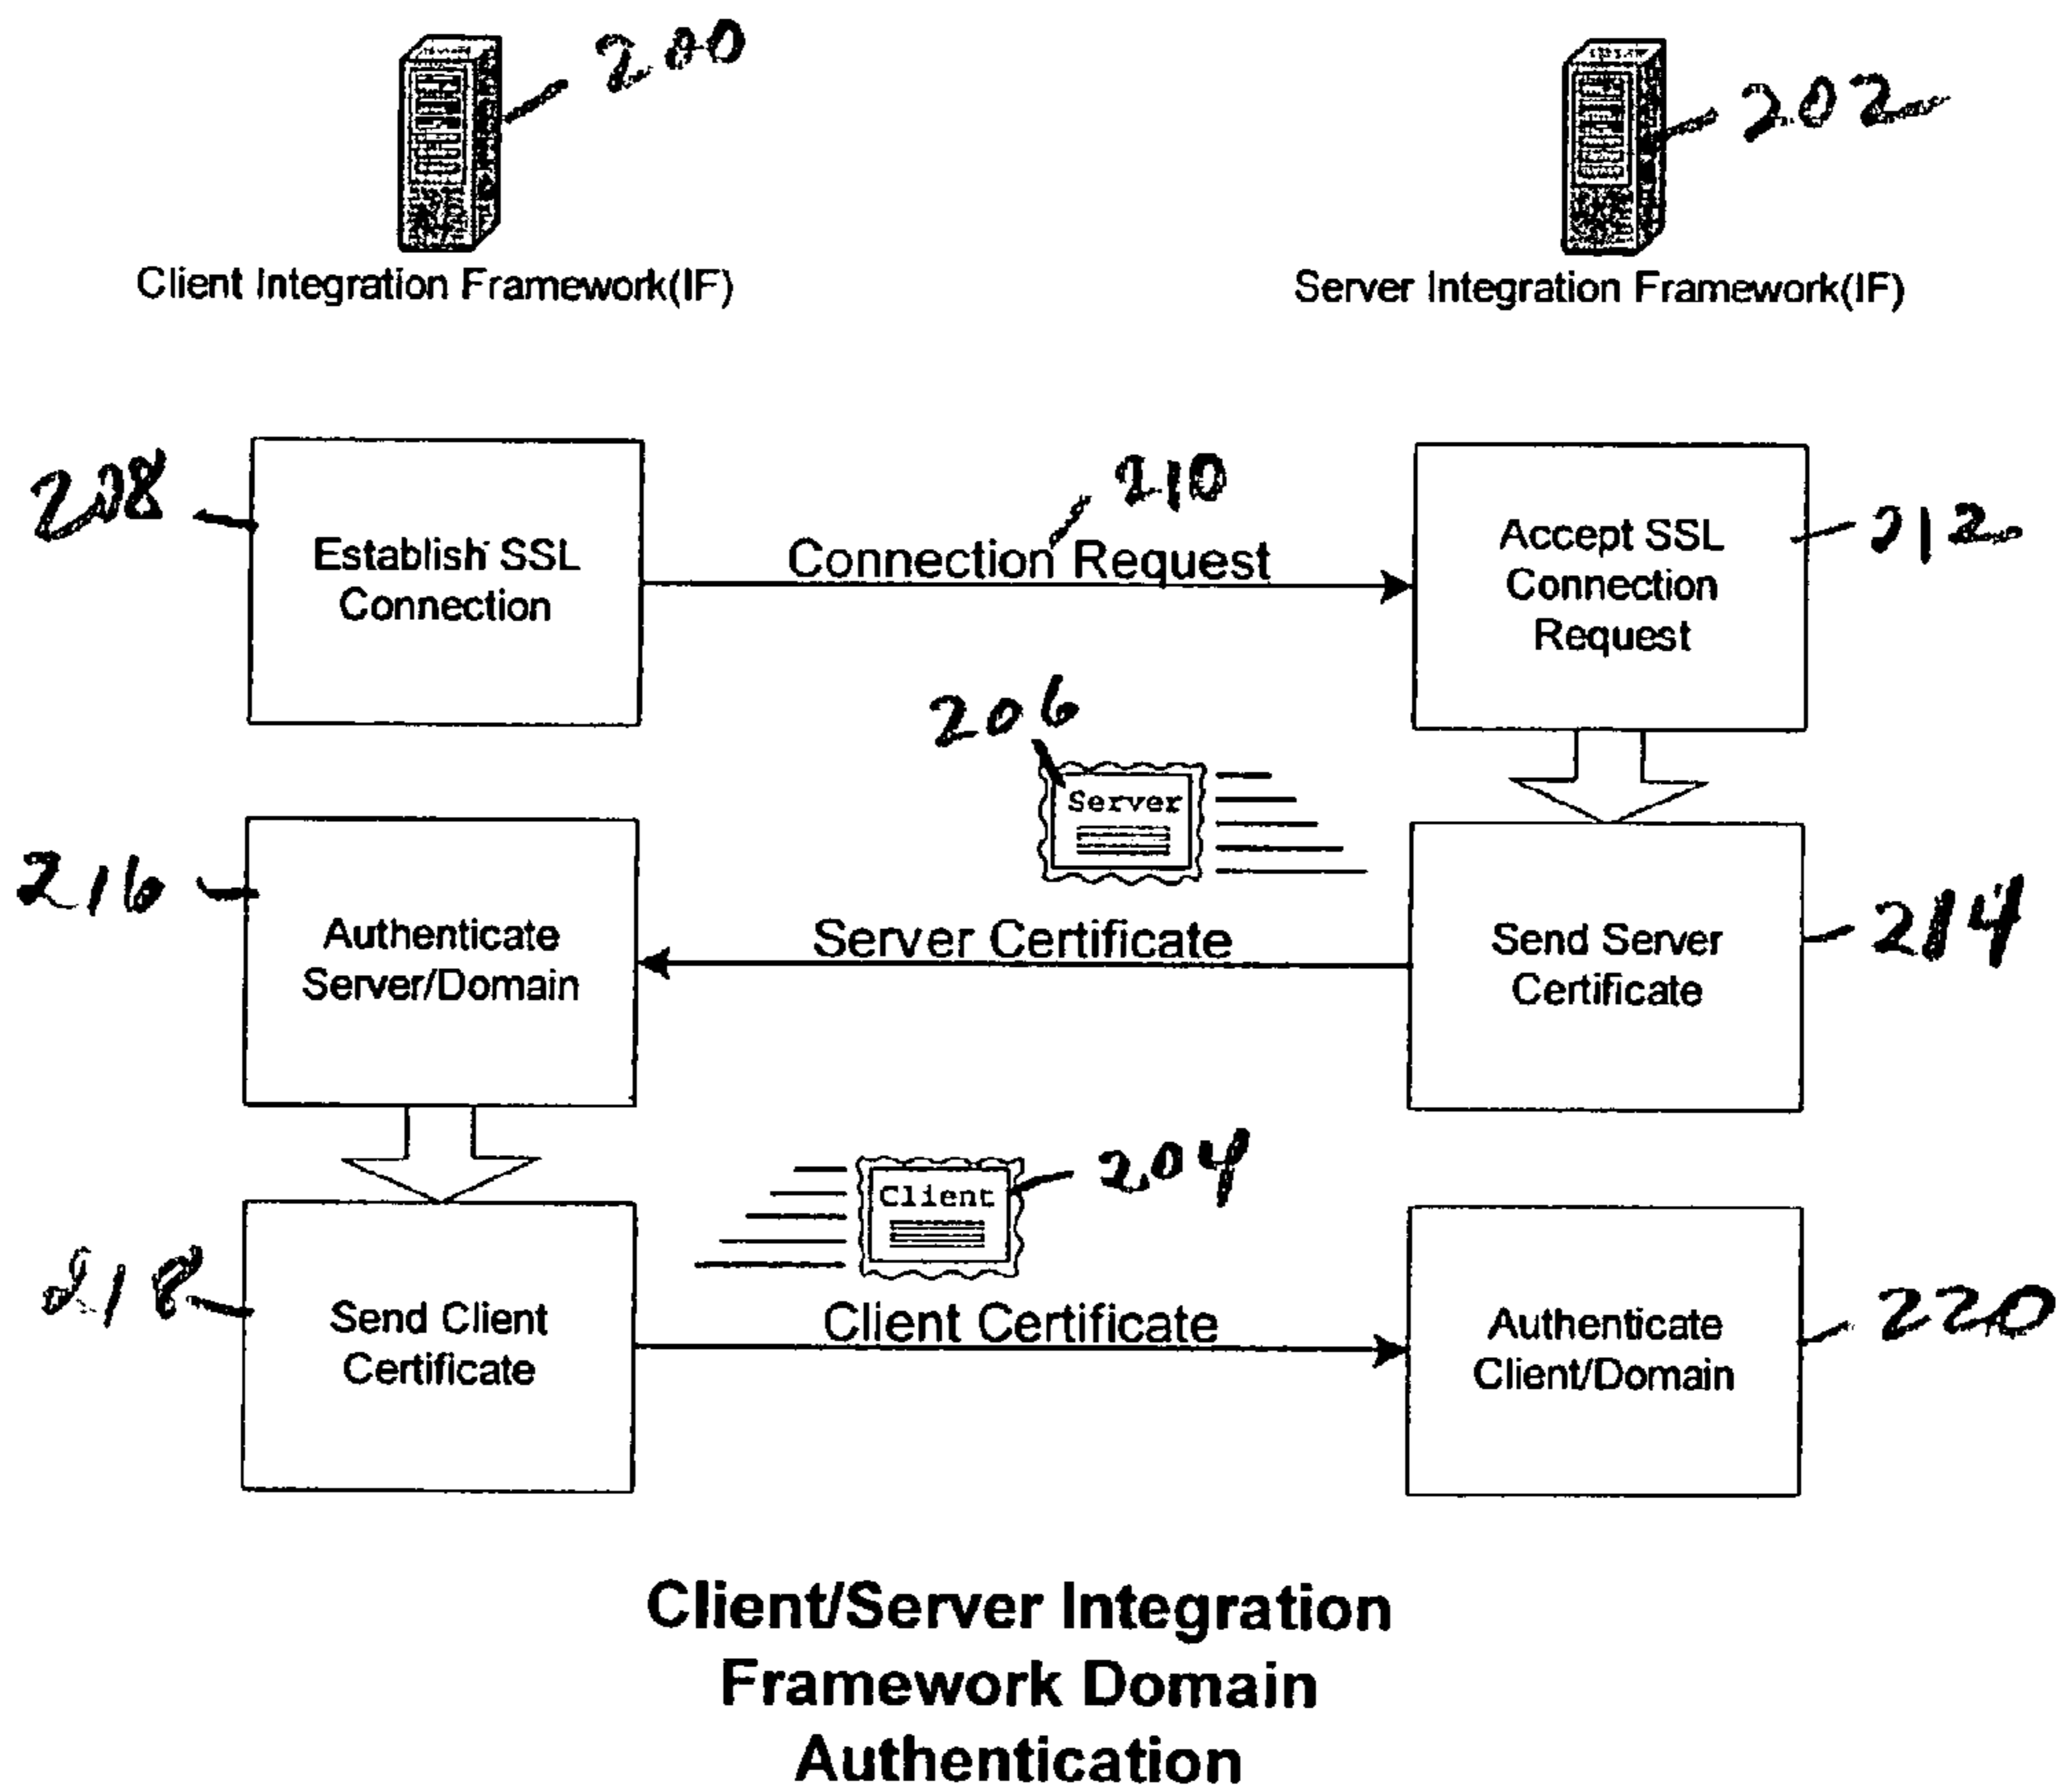 200
202
Client Integration Framework(IF)
Server Integration Framework(IF)
208
Establish SSL
Connection
210
Connection Request
Accept SSL
Connection
Request
212
206
Server
216
Authenticate
Server/Domain
Server Certificate
Send Server
Certificate
214
Client
204
218
Send Client
Certificate
Client Certificate
Authenticate
Client/Domain
220
Client/Server Integration
Framework Domain
Authentication